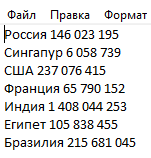 Файл Правка Формат
Россия 146 023 195
Сингапур 6 058 739
США 237 076 415
Франция 65 790 152
Индия 1 408 044 253
Египет 105 838 455
Бразилия 215 681 045